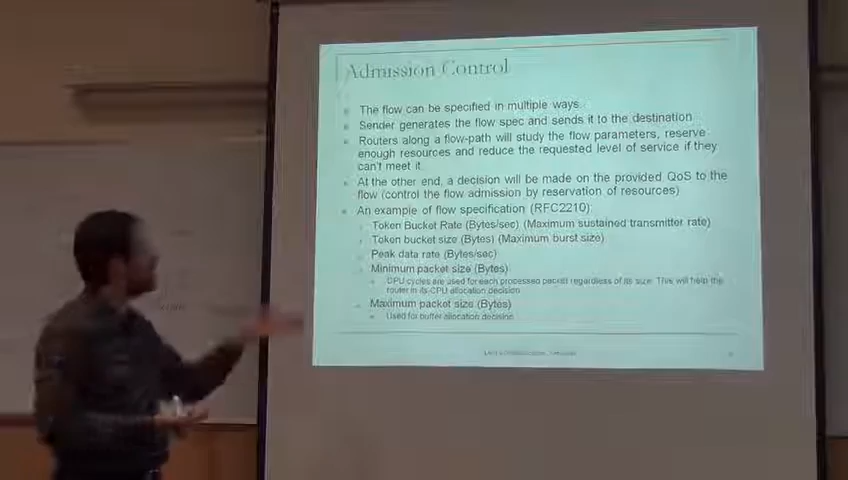 Admission Control
The flow can be specified in multiple ways.
Sender generates the flow spec and sends it to the destination
Routers along a flow-path will study the flow parameters, reserve
enough resources and reduce the requested level of service if they
can't meet it.
At the other end, a decision will be made on the provided QoS to the
flow (control the flow admission by reservation of resources)
An example of flow specification (RFC2210):
Token Bucket Rate (Bytes/sec) (Maximum sustained transmitter rate)
Token bucket size (Bytes) (Maximum burst size)
Peak data rate (Bytes/sec)
Minimum packet size (Bytes)
CPU cycles are used for each processed packet regardless of its size. This will help the
router in its CPU allocation decision
Maximum packet size (Bytes)
Used for buffer allocation decision